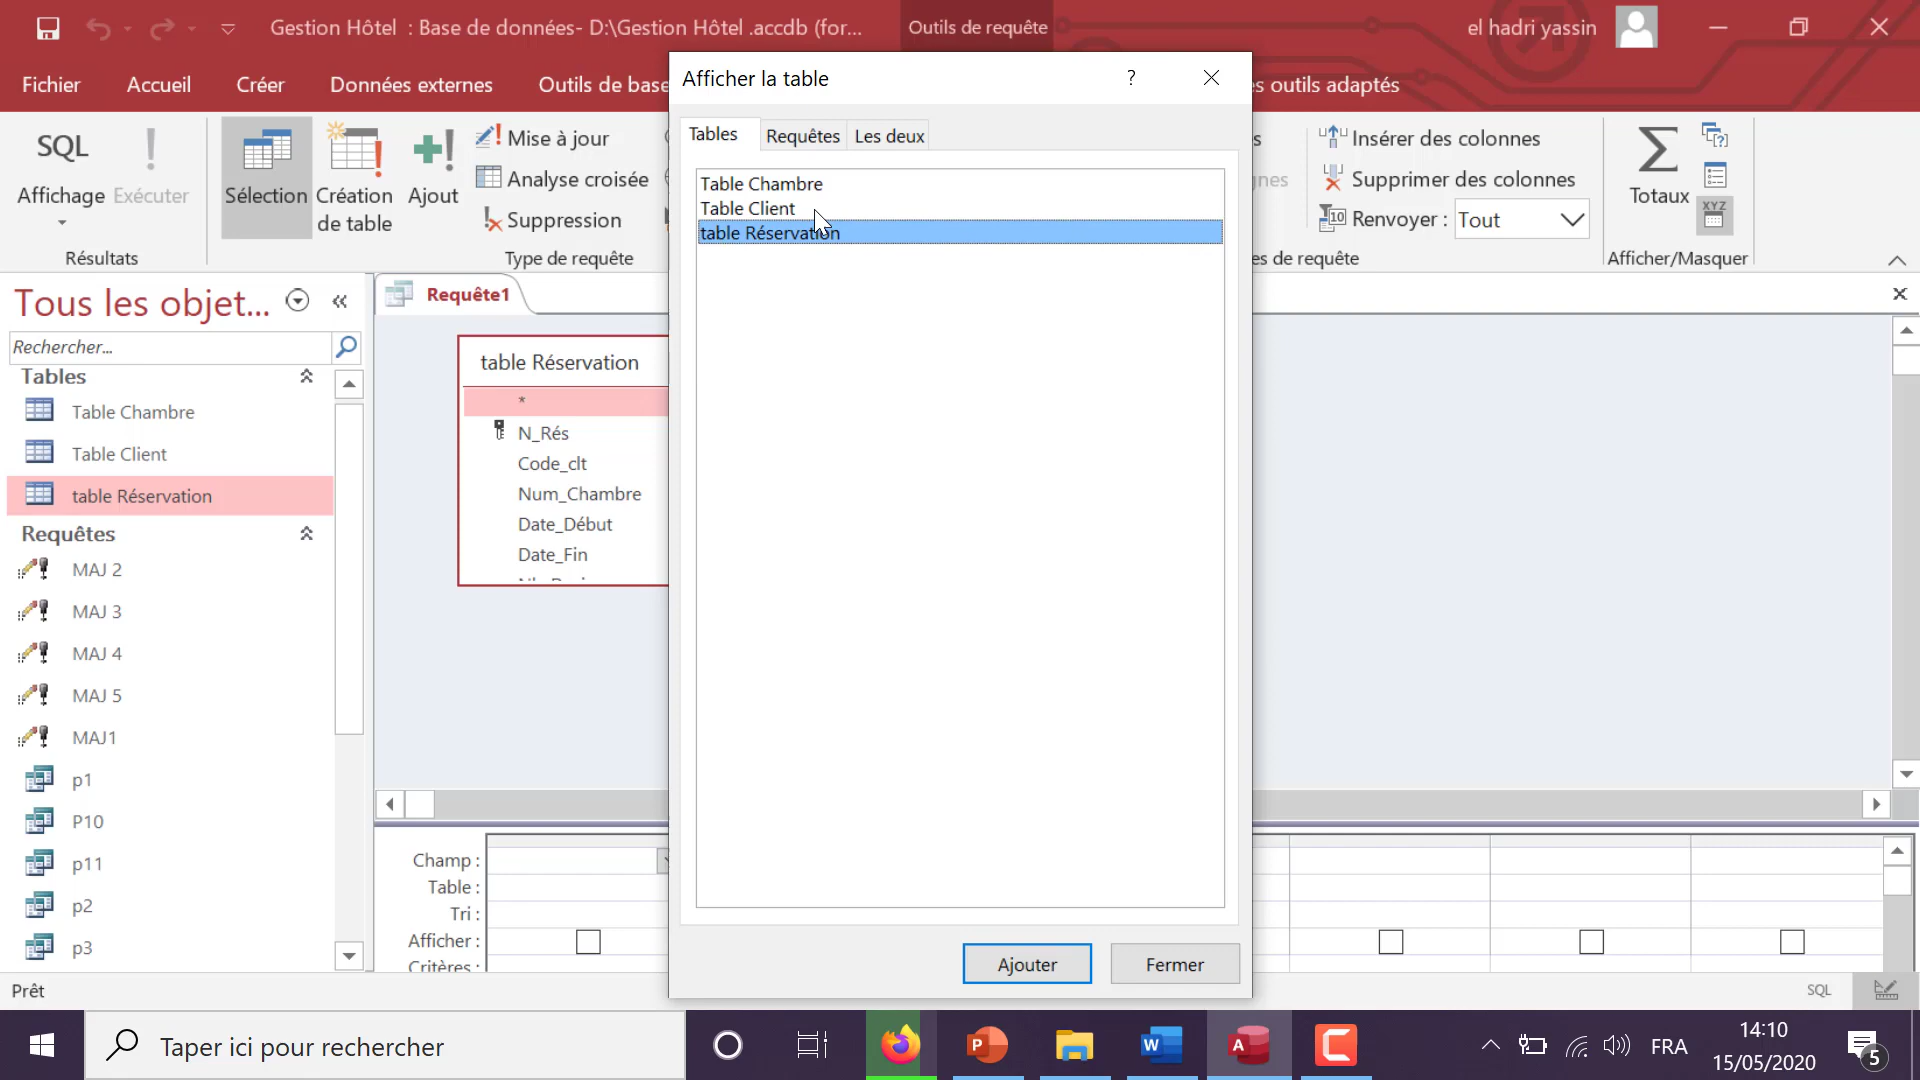 Gestion Hôtel : Base de données- D:\Gestion Hôtel .accdb (for...
Outils de requête
el hadri yassin
Fichier
Accueil
Créer
Données externes
Outils de base
s outils adaptés
SQL
Affichage
Exécuter
Résultats
Sélection
Création
de table
Ajout
Mise à jour
Analyse croisée
Suppression
Type de requête
Insérer des colonnes
Supprimer des colonnes
Renvoyer : Tout
es de requête
Totaux
XYZ
Afficher/Masquer
Afficher la table
?
Tables
Requêtes
Les deux
Table Chambre
Table Client
table Réservation
Ajouter
Fermer
Tous les objet...
Rechercher...
Tables
Table Chambre
Table Client
table Réservation
Requêtes
MAJ 2
MAJ 3
MAJ 4
MAJ 5
MAJ1
p1
P10
p11
p2
p3
Requête1
table Réservation
*
N_Rés
Code_clt
Num_Chambre
Date_Début
Date_Fin
Champ :
Table :
Tri :
Afficher :
Critères :
Prêt
SQL
Taper ici pour rechercher
FRA
14:10
15/05/2020
5